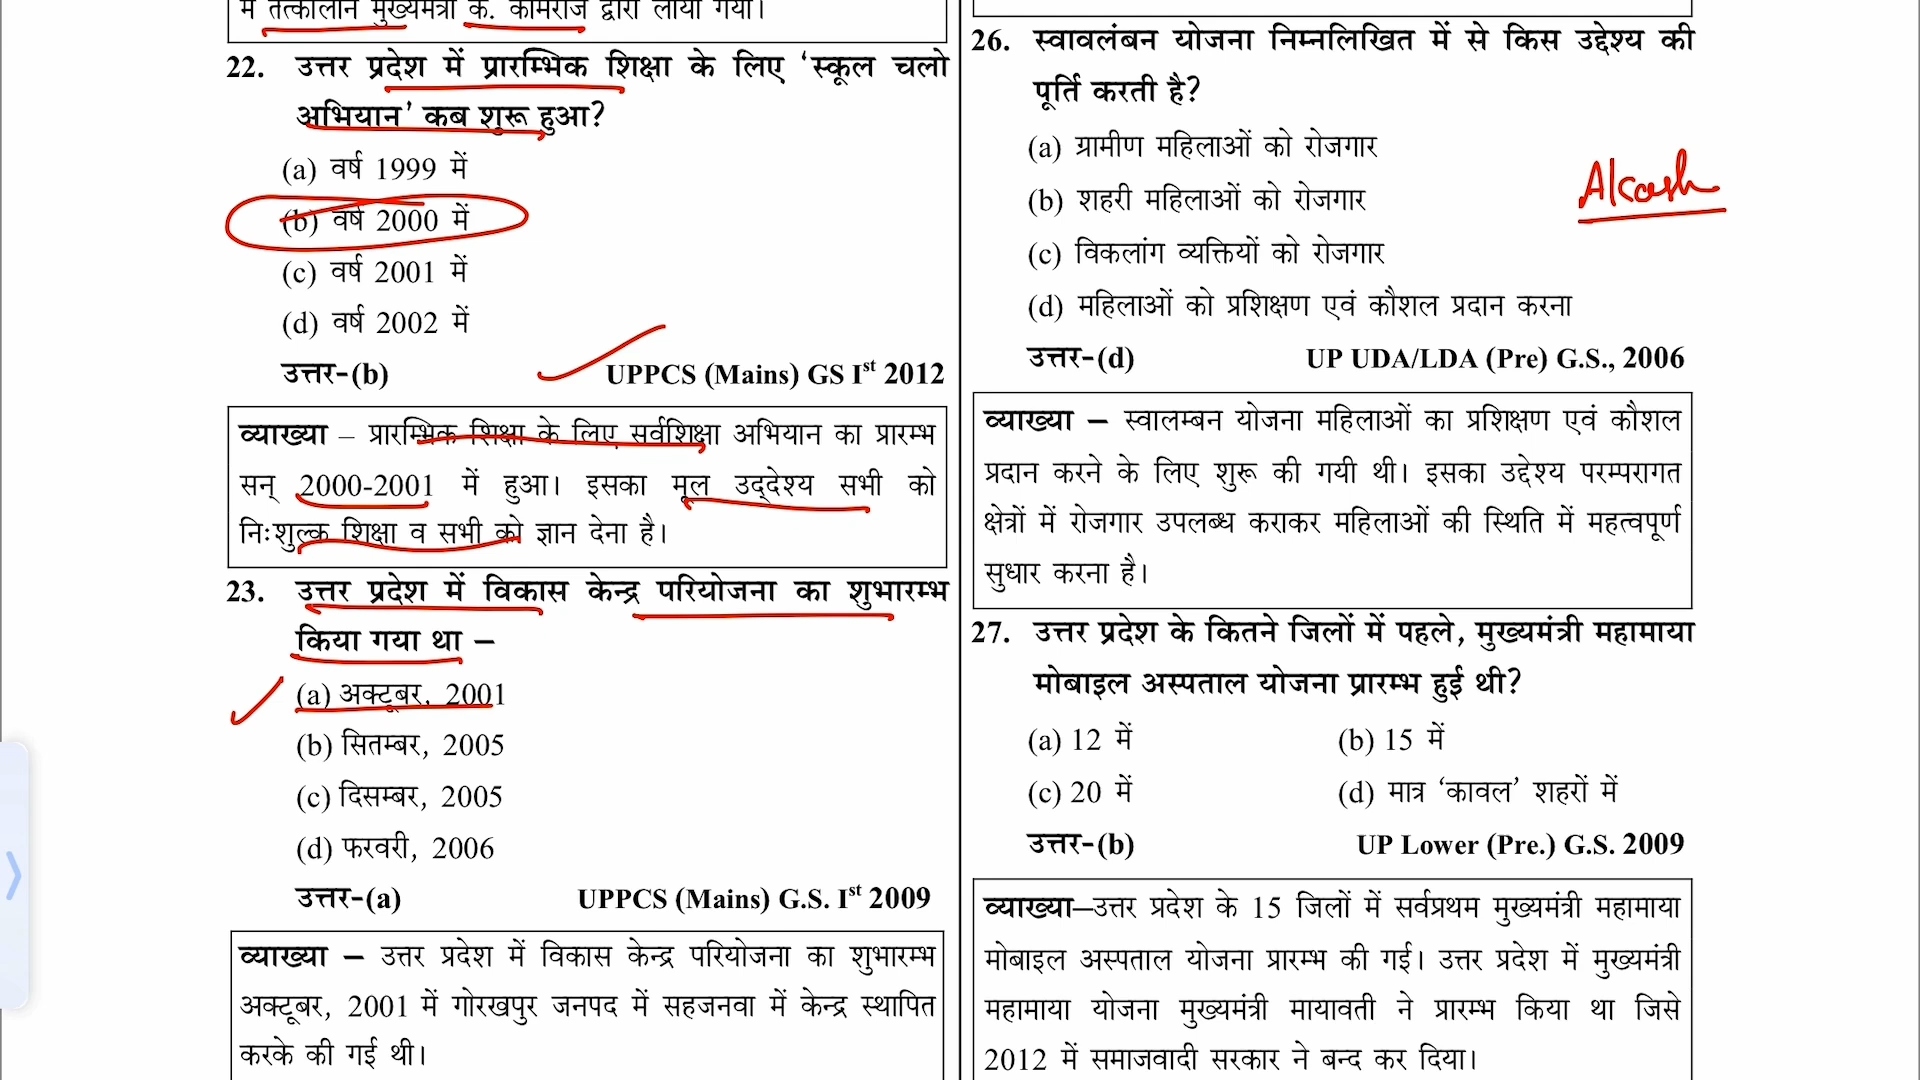 में तत्कालीन मुख्यमंत्री के. कामराज द्वारा लाया गया।
22. उत्तर प्रदेश में प्रारम्भिक शिक्षा के लिए ‘स्कूल चलो
अभियान’ कब शुरू हुआ?
(a) वर्ष 1999 में
(b) वर्ष 2000 में
(c) वर्ष 2001 में
(d) वर्ष 2002 में
उत्तर-(b) UPPCS (Mains) GS Ist 2012
व्याख्या – प्रारम्भिक शिक्षा के लिए सर्वशिक्षा अभियान का प्रारम्भ
सन् 2000-2001 में हुआ। इसका मूल उद्देश्य सभी को
निःशुल्क शिक्षा व सभी को ज्ञान देना है।
23. उत्तर प्रदेश में विकास केन्द्र परियोजना का शुभारम्भ
किया गया था –
(a) अक्टूबर, 2001
(b) सितम्बर, 2005
(c) दिसम्बर, 2005
(d) फरवरी, 2006
उत्तर-(a) UPPCS (Mains) G.S. Ist 2009
व्याख्या – उत्तर प्रदेश में विकास केन्द्र परियोजना का शुभारम्भ
अक्टूबर, 2001 में गोरखपुर जनपद में सहजनवा में केन्द्र स्थापित
करके की गई थी।
26. स्वावलंबन योजना निम्नलिखित में से किस उद्देश्य की
पूर्ति करती है?
(a) ग्रामीण महिलाओं को रोजगार
(b) शहरी महिलाओं को रोजगार
(c) विकलांग व्यक्तियों को रोजगार
(d) महिलाओं को प्रशिक्षण एवं कौशल प्रदान करना
Akash
उत्तर-(d) UP UDA/LDA (Pre) G.S., 2006
व्याख्या – स्वालम्बन योजना महिलाओं का प्रशिक्षण एवं कौशल
प्रदान करने के लिए शुरू की गयी थी। इसका उद्देश्य परम्परागत
क्षेत्रों में रोजगार उपलब्ध कराकर महिलाओं की स्थिति में महत्वपूर्ण
सुधार करना है।
27. उत्तर प्रदेश के कितने जिलों में पहले, मुख्यमंत्री महामाया
मोबाइल अस्पताल योजना प्रारम्भ हुई थी?
(a) 12 में (b) 15 में
(c) 20 में (d) मात्र ‘कावल’ शहरों में
उत्तर-(b) UP Lower (Pre.) G.S. 2009
व्याख्या–उत्तर प्रदेश के 15 जिलों में सर्वप्रथम मुख्यमंत्री महामाया
मोबाइल अस्पताल योजना प्रारम्भ की गई। उत्तर प्रदेश में मुख्यमंत्री
महामाया योजना मुख्यमंत्री मायावती ने प्रारम्भ किया था जिसे
2012 में समाजवादी सरकार ने बन्द कर दिया।